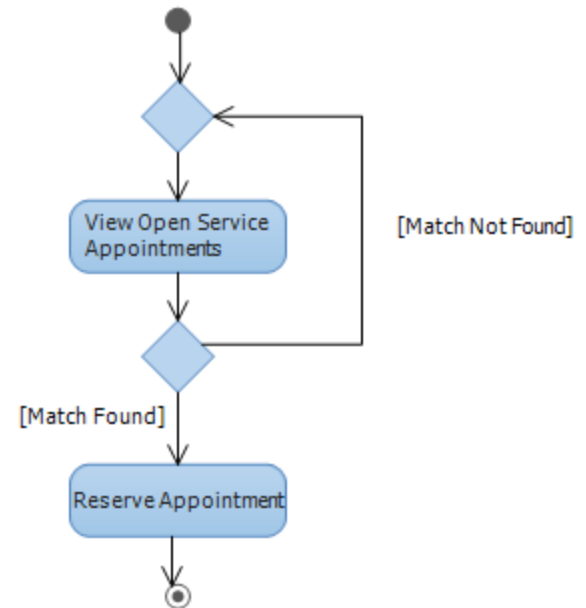 View Open Service
Appointments
[Match Not Found]
[Match Found]
Reserve Appointment